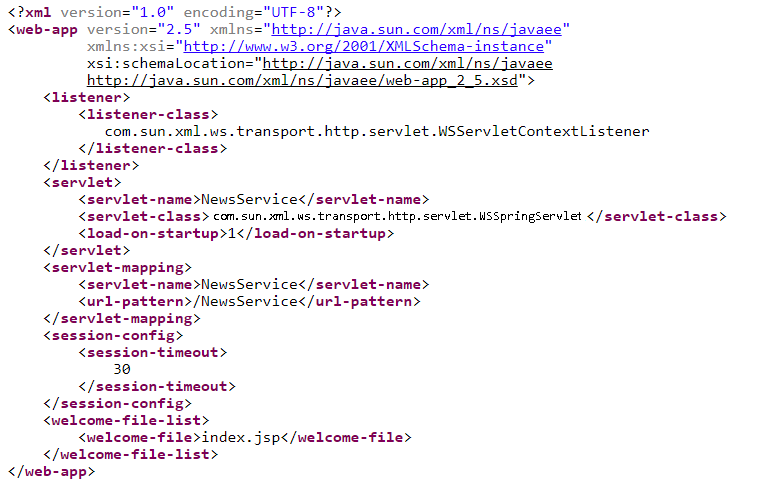 <?xml version="1.0" encoding="UTF-8"?>
<web-app version="2.5" xmlns="http://java.sun.com/xml/ns/javaee"
         xmlns:xsi="http://www.w3.org/2001/XMLSchema-instance"
         xsi:schemaLocation="http://java.sun.com/xml/ns/javaee
         http://java.sun.com/xml/ns/javaee/web-app_2_5.xsd">
    <listener>
        <listener-class>
           com.sun.xml.ws.transport.http.servlet.WSServletContextListener
        </listener-class>
    </listener>
    <servlet>
        <servlet-name>NewsService</servlet-name>
        <servlet-class>com.sun.xml.ws.transport.http.servlet.WSSpringServlet </servlet-class>
        <load-on-startup>1</load-on-startup>
    </servlet>
    <servlet-mapping>
        <servlet-name>NewsService</servlet-name>
        <url-pattern>/NewsService</url-pattern>
    </servlet-mapping>
    <session-config>
        <session-timeout>
            30
        </session-timeout>
    </session-config>
    <welcome-file-list>
        <welcome-file>index.jsp</welcome-file>
    </welcome-file-list>
</web-app>